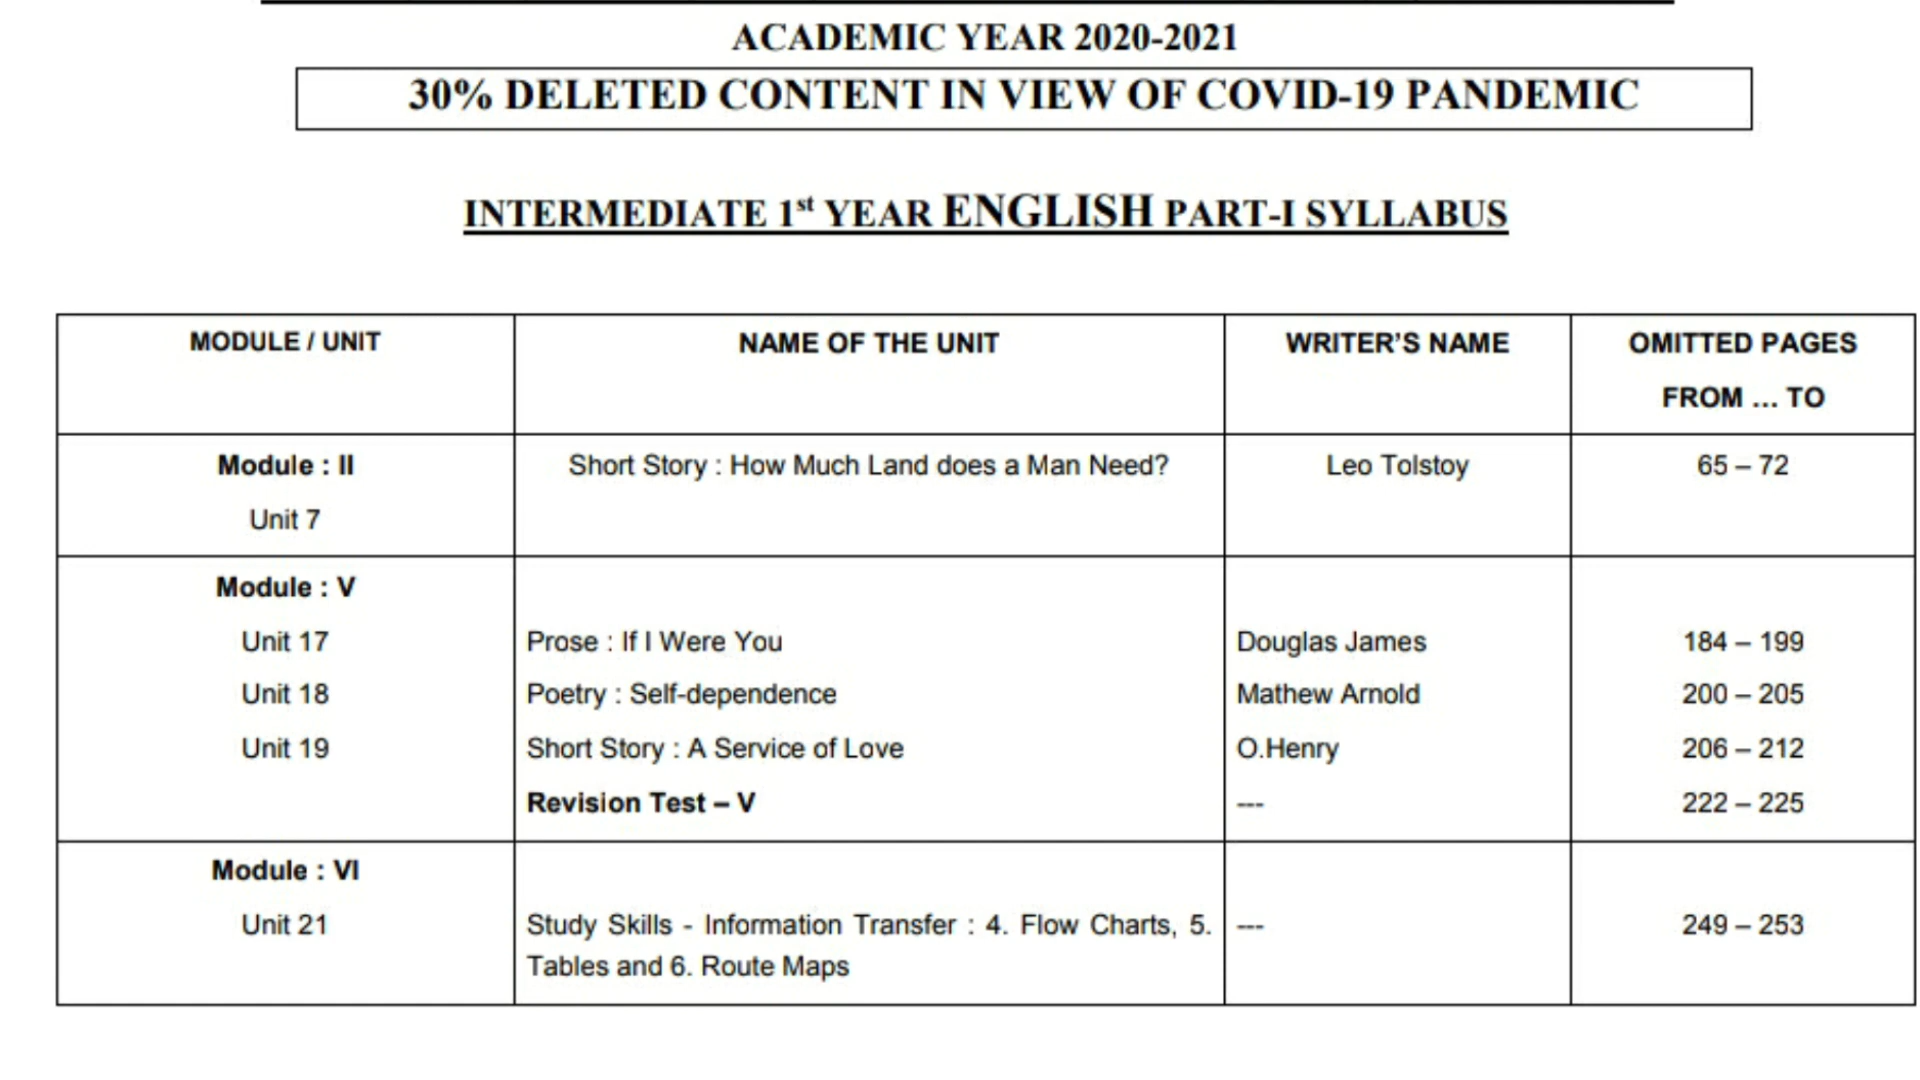 ACADEMIC YEAR 2020-2021
30% DELETED CONTENT IN VIEW OF COVID-19 PANDEMIC
INTERMEDIATE 1st YEAR ENGLISH PART-I SYLLABUS
MODULE / UNIT NAME OF THE UNIT WRITER'S NAME OMITTED PAGES
FROM ... TO
Module : II Short Story : How Much Land does a Man Need? Leo Tolstoy 65 – 72
Unit 7
Module : V
Unit 17 Prose : If I Were You Douglas James 184 – 199
Unit 18 Poetry : Self-dependence Mathew Arnold 200 – 205
Unit 19 Short Story : A Service of Love O.Henry 206 – 212
Revision Test – V --- 222 – 225
Module : VI
Unit 21 Study Skills - Information Transfer : 4. Flow Charts, 5. --- 249 – 253
Tables and 6. Route Maps